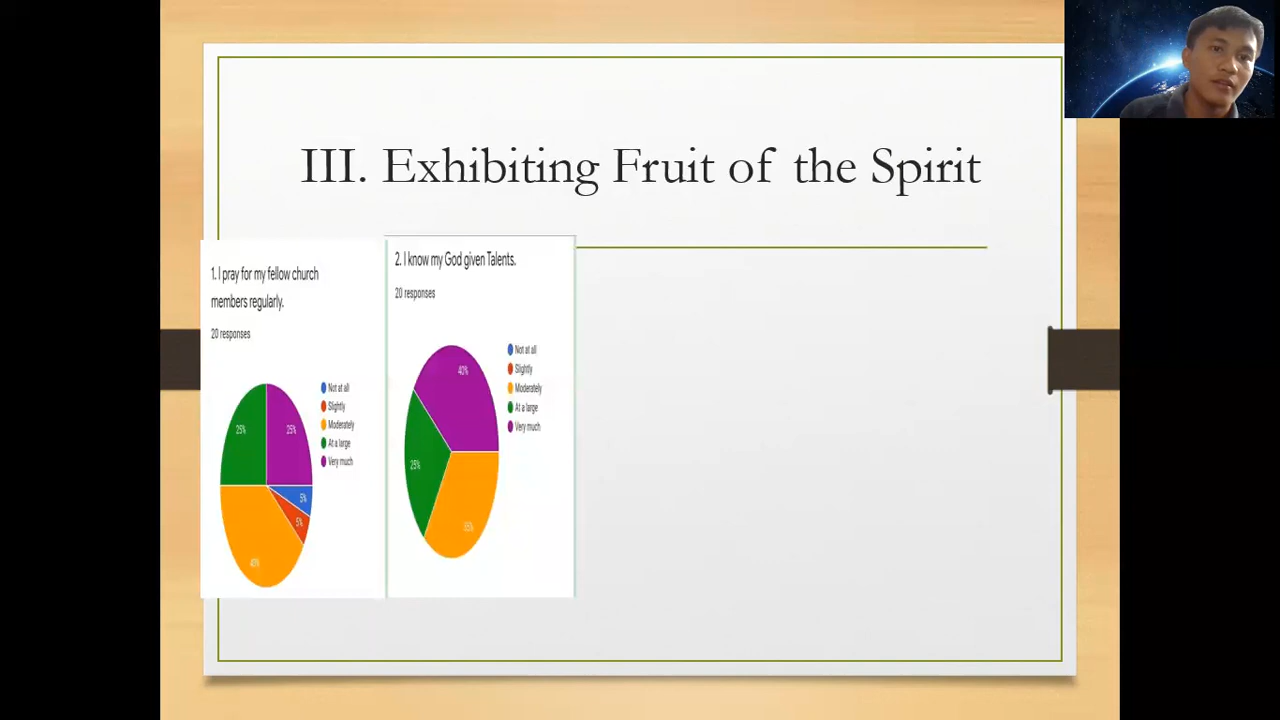 III. Exhibiting Fruit of the Spirit
1. I pray for my fellow church
members regularly.
20 responses
Not at all
Slightly
Moderately
At a large
Very much
25%
25%
5%
5%
40%
2. I know my God given Talents.
20 responses
Not at all
Slightly
Moderately
At a large
Very much
40%
25%
35%